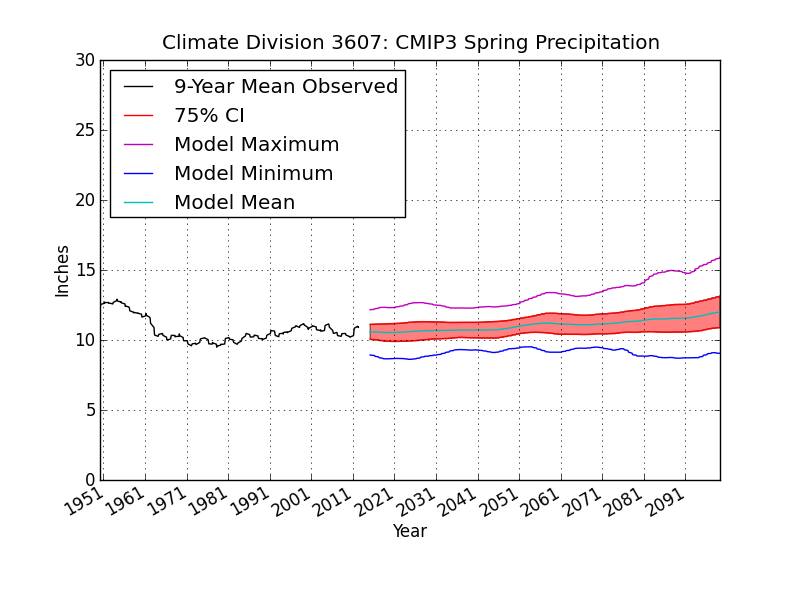 Climate Division 3607: CMIP3 Spring Precipitation
30
25
20
15
10
5
0
Inches
9-Year Mean Observed
75% CI
Model Maximum
Model Minimum
Model Mean
1951 1961 1971 1981 1991 2001 2011 2021 2031 2041 2051 2061 2071 2081 2091
Year